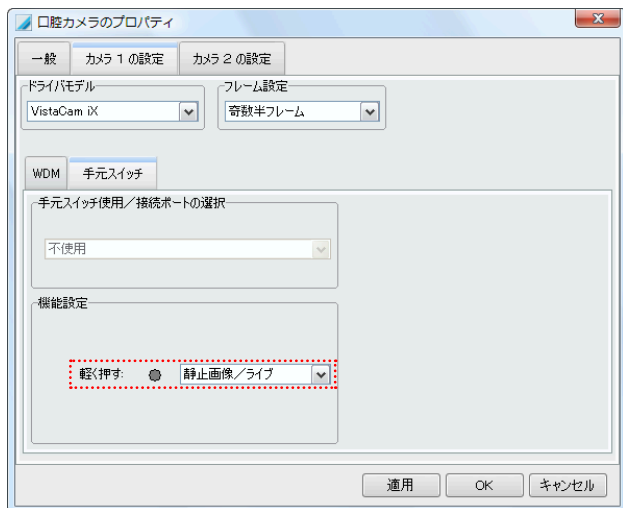 口腔カメラのプロパティ
一般 カメラ1の設定 カメラ2の設定
ドライバモデル フレーム設定
VistaCam iX 奇数半フレーム
WDM 手元スイッチ
手元スイッチ使用／接続ポートの選択
不使用
機能設定
軽く押す: 静止画像／ライブ
適用 OK キャンセル